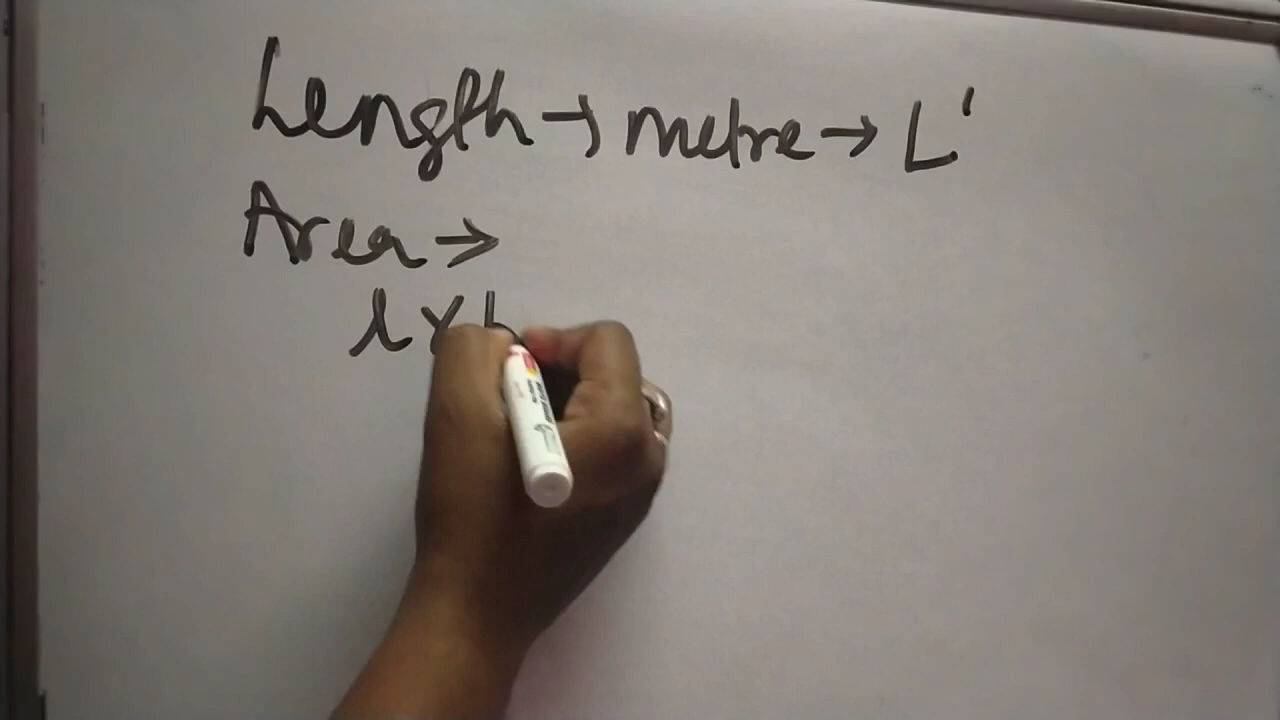 Length → metre → L¹
Area →
l × b